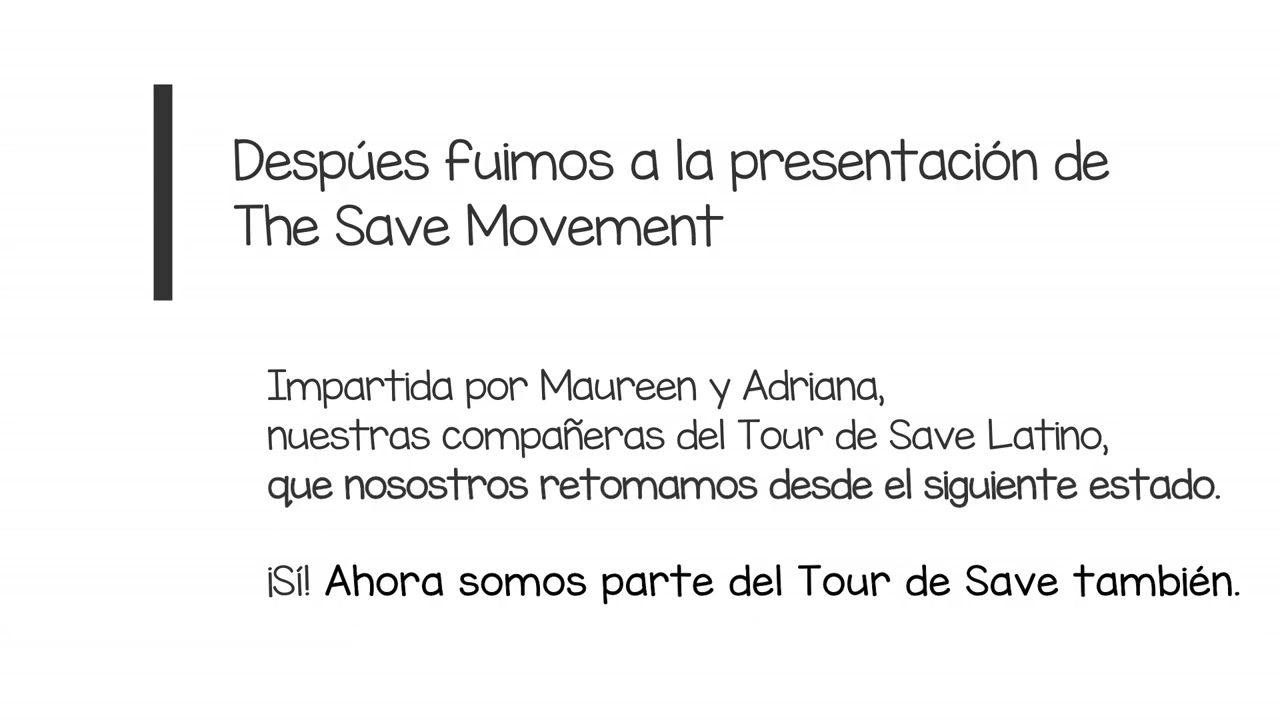 Despúes fuimos a la presentación de
The Save Movement
Impartida por Maureen y Adriana,
nuestras compañeras del Tour de Save Latino,
que nosostros retomamos desde el siguiente estado.
¡Sí! Ahora somos parte del Tour de Save también.